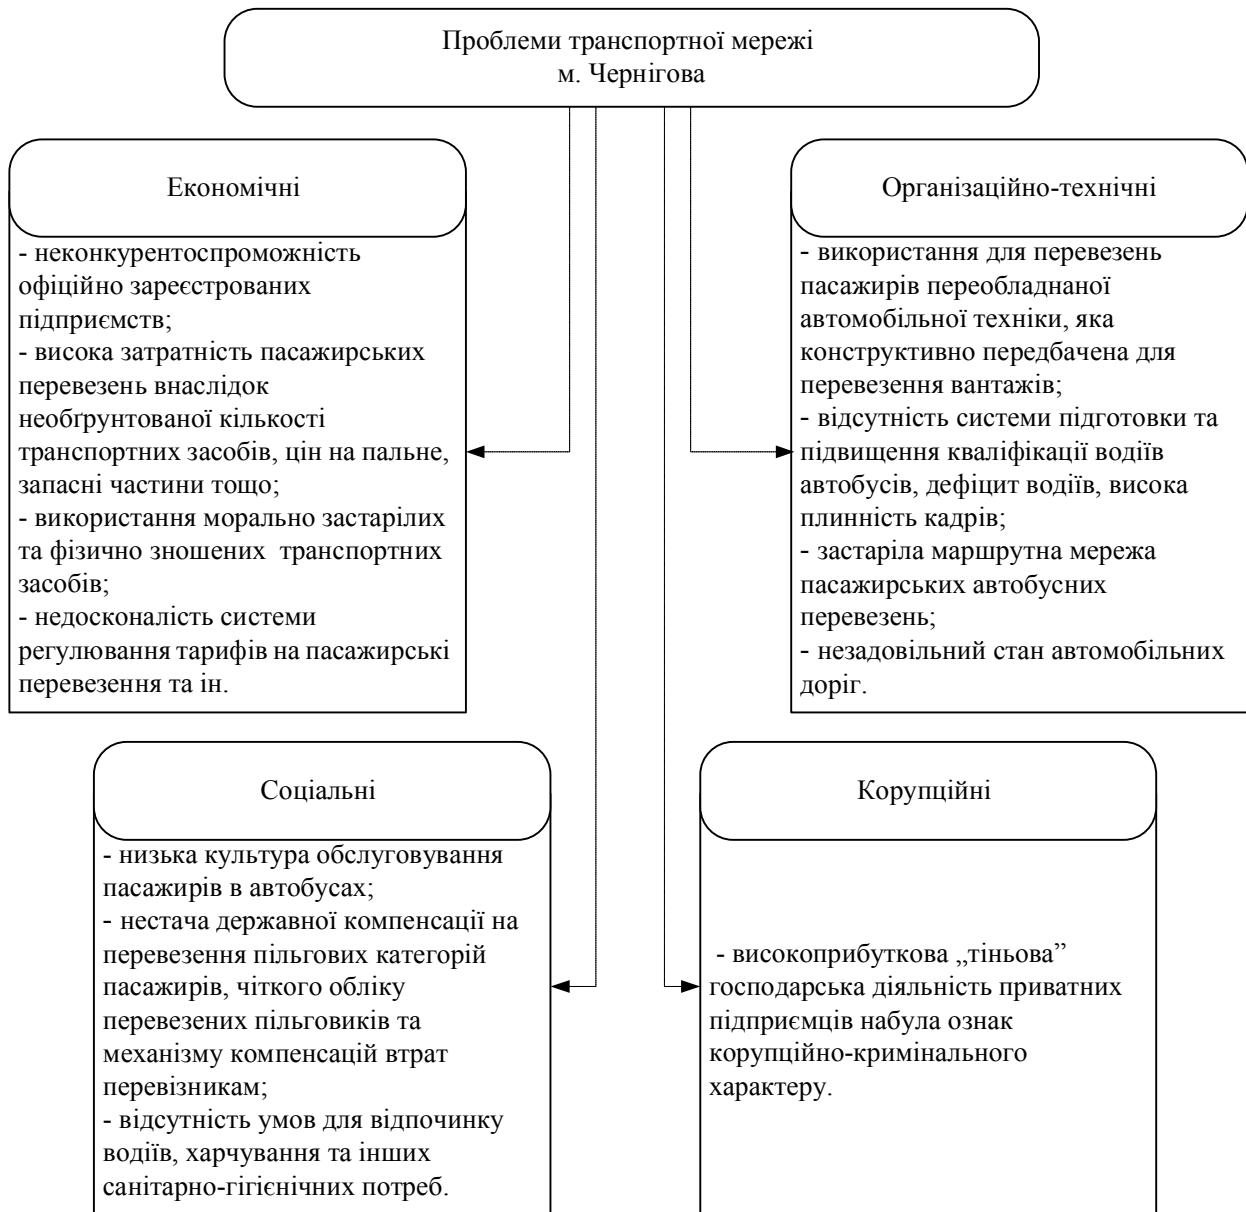 Проблеми транспортної мережі
м. Чернігова
Економічні
- неконкурентоспроможність
офіційно зареєстрованих
підприємств;
- висока затратність пасажирських
перевезень внаслідок
необґрунтованої кількості
транспортних засобів, цін на пальне,
запасні частини тощо;
- використання морально застарілих
та фізично зношених транспортних
засобів;
- недосконалість системи
регулювання тарифів на пасажирські
перевезення та ін.
Організаційно-технічні
- використання для перевезень
пасажирів переобладнаної
автомобільної техніки, яка
конструктивно передбачена для
перевезення вантажів;
- відсутність системи підготовки та
підвищення кваліфікації водіїв
автобусів, дефіцит водіїв, висока
плинність кадрів;
- застаріла маршрутна мережа
пасажирських автобусних
перевезень;
- незадовільний стан автомобільних
доріг.
Соціальні
- низька культура обслуговування
пасажирів в автобусах;
- нестача державної компенсації на
перевезення пільгових категорій
пасажирів, чіткого обліку
перевезених пільговиків та
механізму компенсацій втрат
перевізникам;
- відсутність умов для відпочинку
водіїв, харчування та інших
санітарно-гігієнічних потреб.
Корупційні
- високоприбуткова „тіньова”
господарська діяльність приватних
підприємців набула ознак
корупційно-кримінального
характеру.